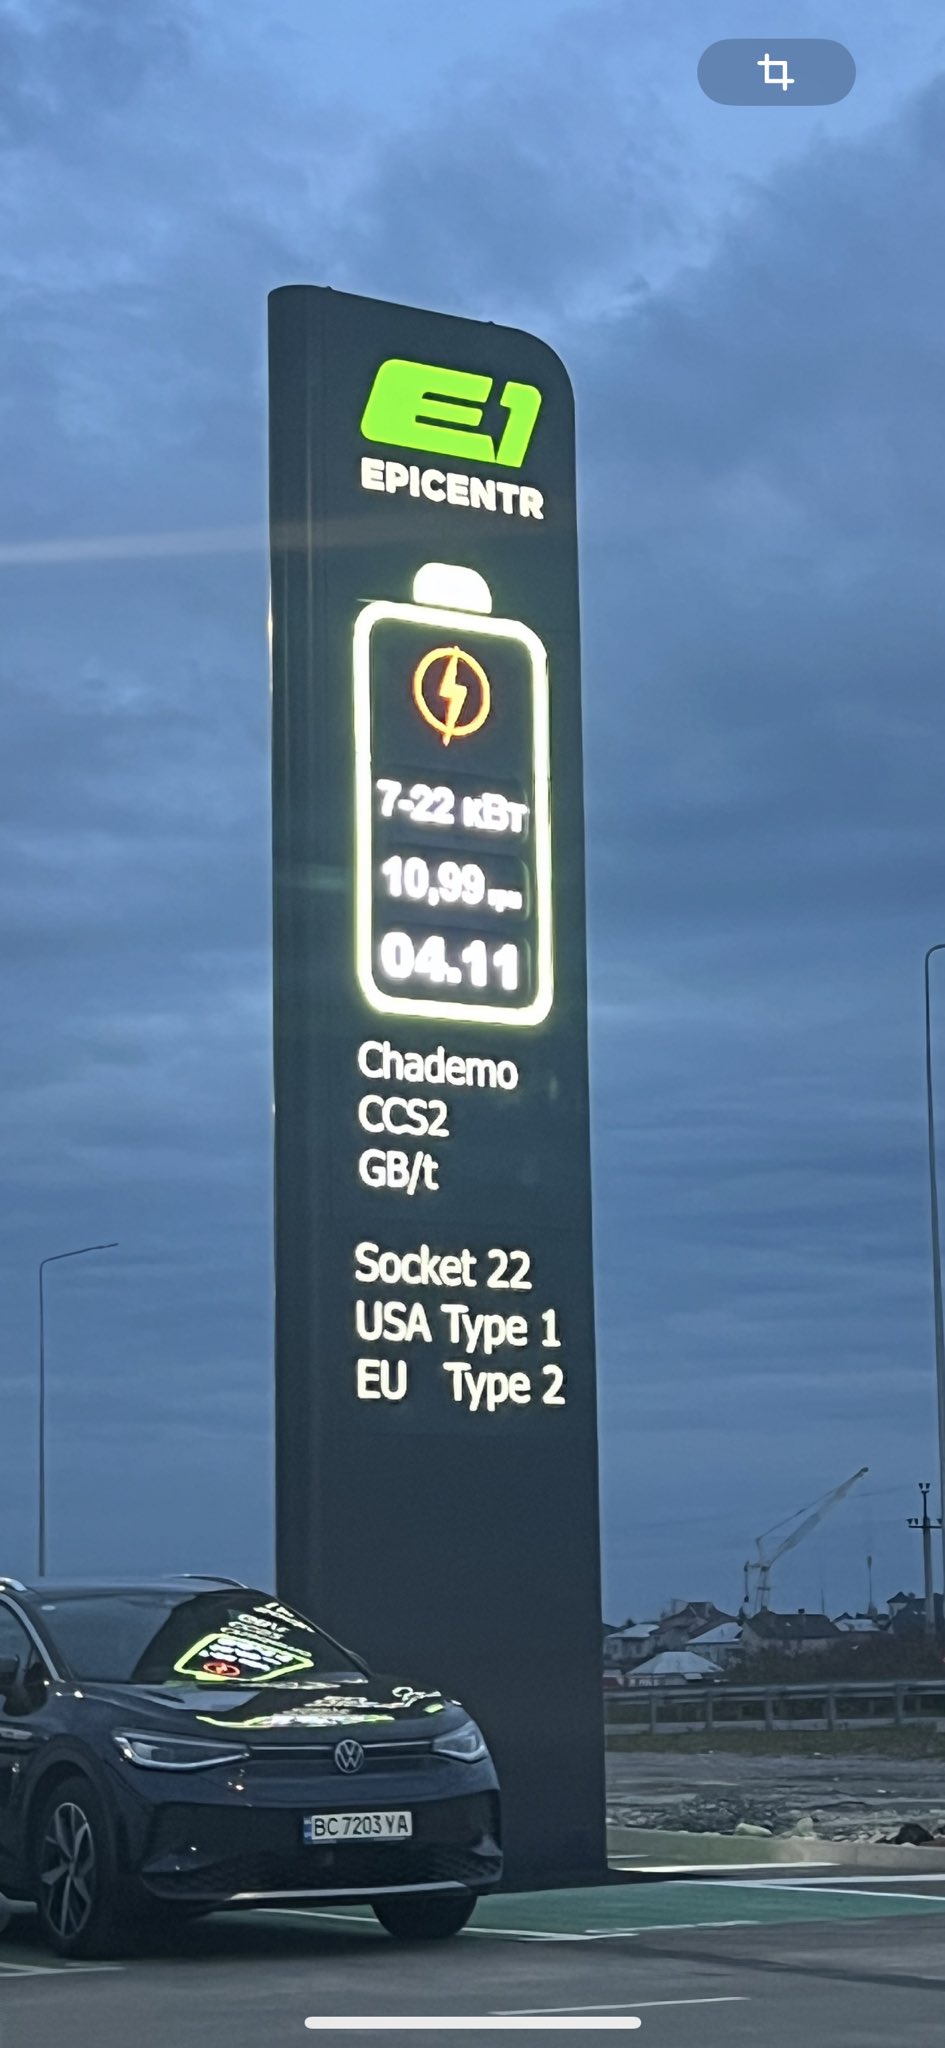 E1
EPICENTR
7-22 кВт
10,99 грн
04.11
Chademo
CCS2
GB/t
Socket 22
USA Type 1
EU Type 2
BC 7203 YA